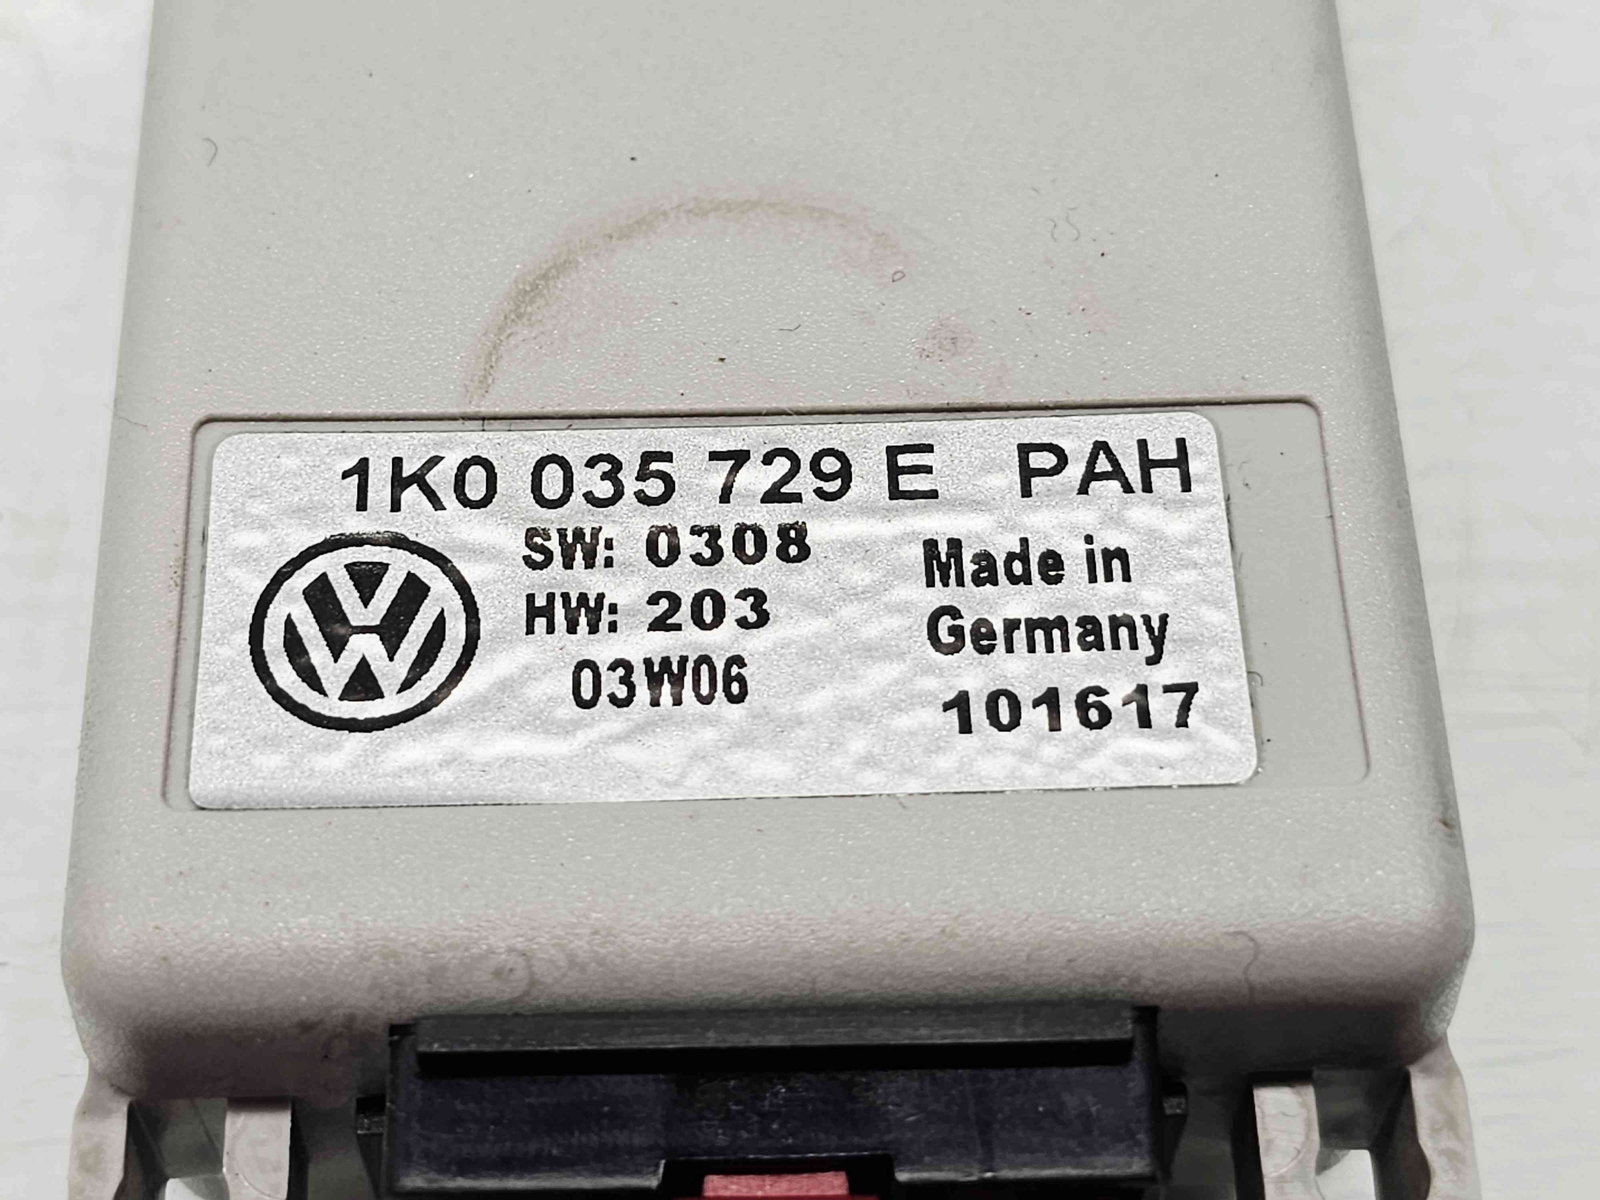 1K0 035 729 E PAH
SW: 0308
HW: 203
03W06
Made in
Germany
101617